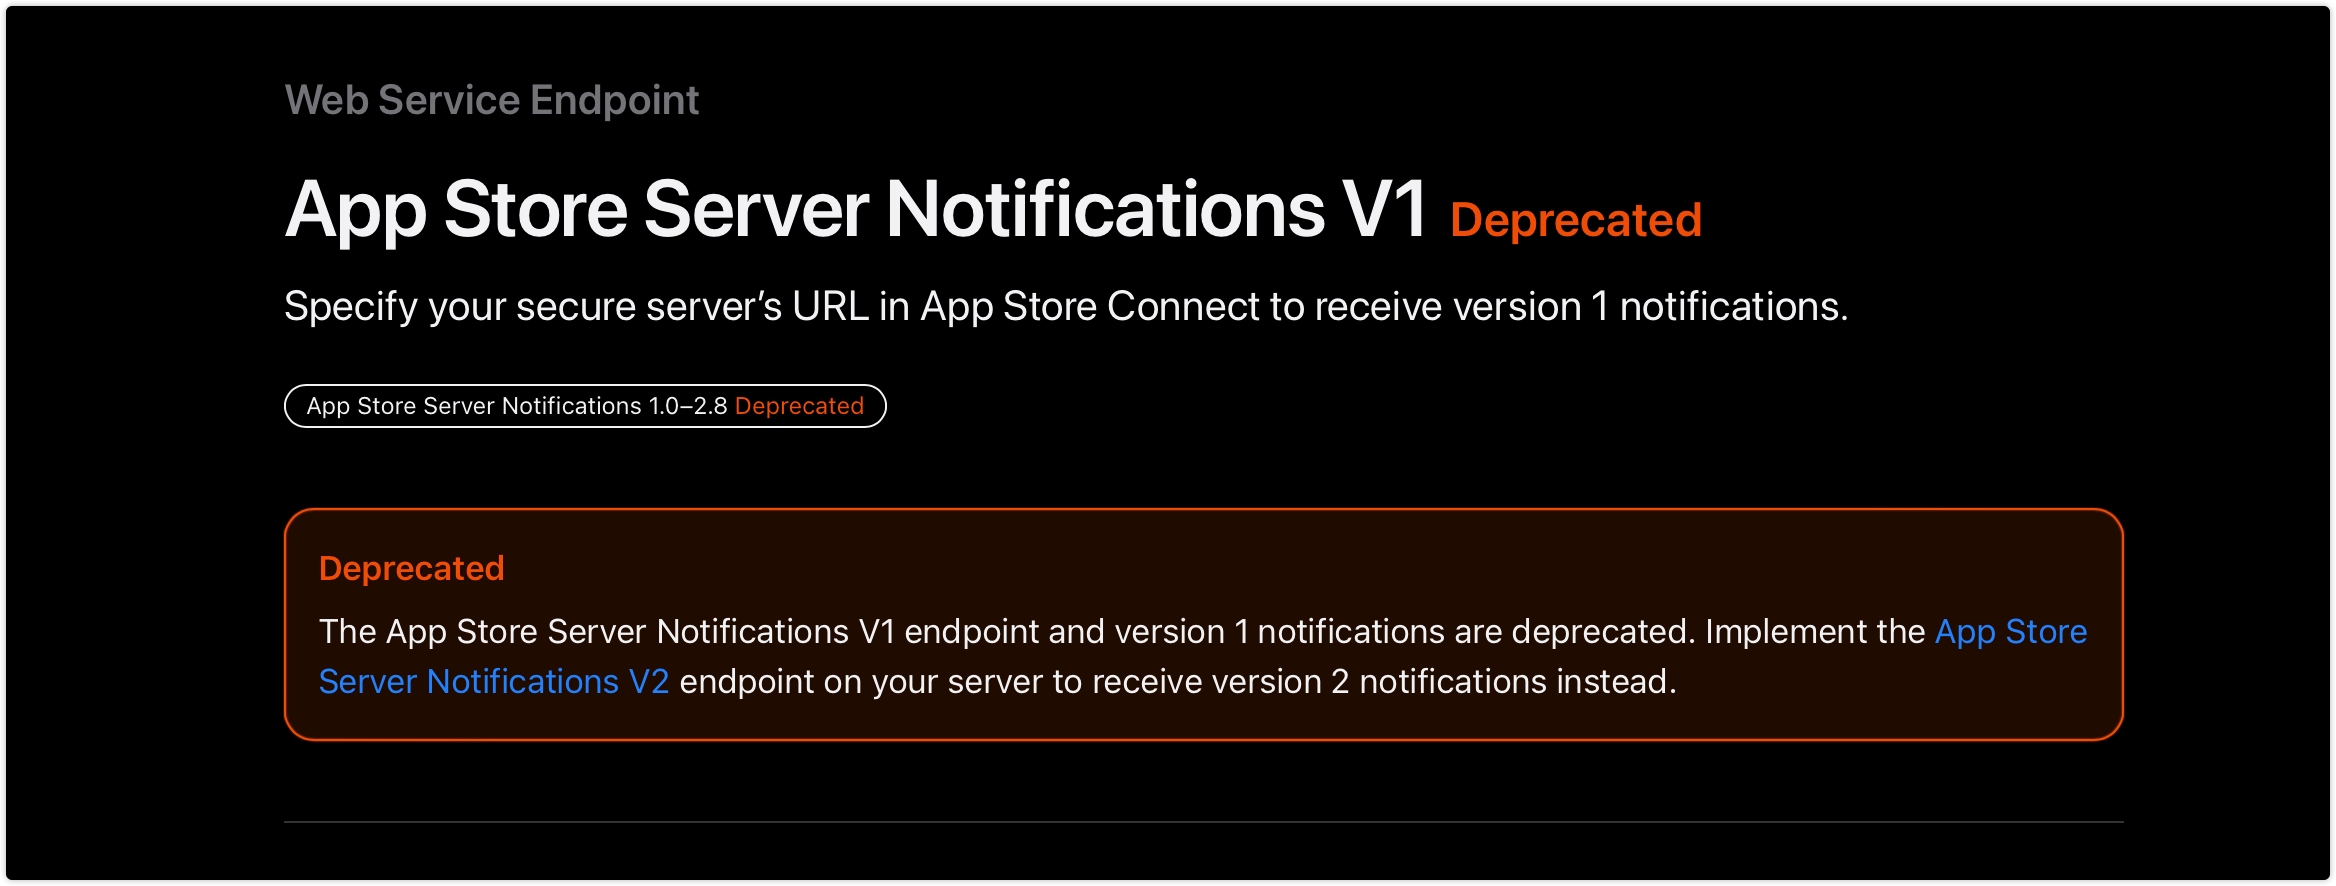 Web Service Endpoint
App Store Server Notifications V1 Deprecated
Specify your secure server’s URL in App Store Connect to receive version 1 notifications.
App Store Server Notifications 1.0–2.8 Deprecated
Deprecated
The App Store Server Notifications V1 endpoint and version 1 notifications are deprecated. Implement the App Store
Server Notifications V2 endpoint on your server to receive version 2 notifications instead.